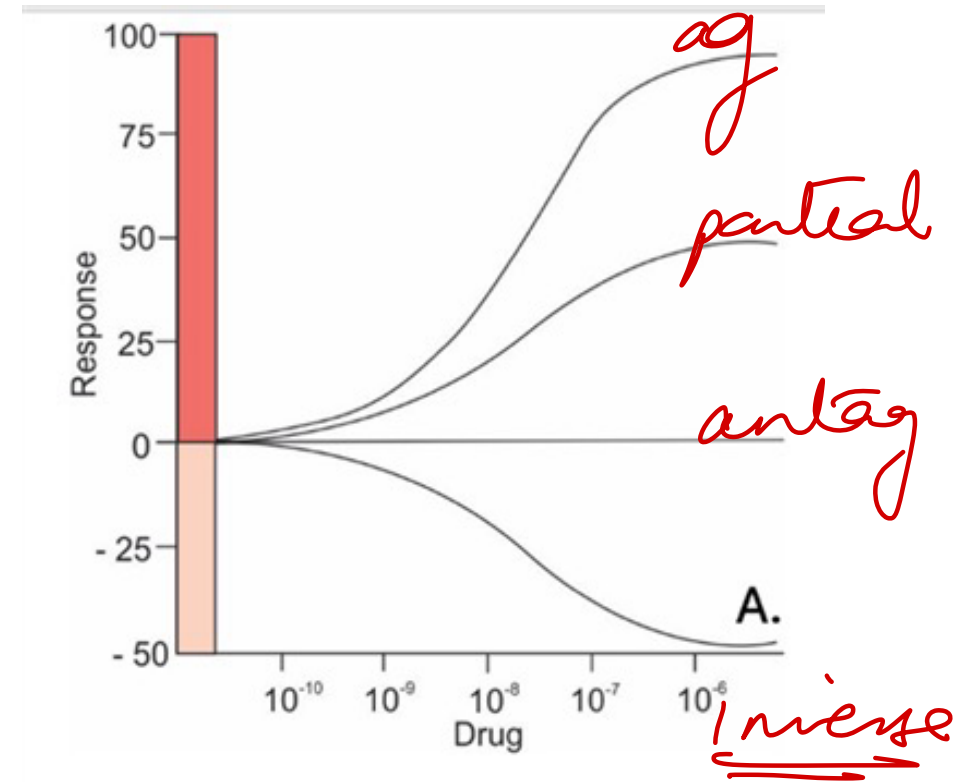 100
ag
75
partial
50
Response
25
antag
0
- 25
A.
- 50
10⁻¹⁰ 10⁻⁹ 10⁻⁸ 10⁻⁷ 10⁻⁶
Drug
inverse